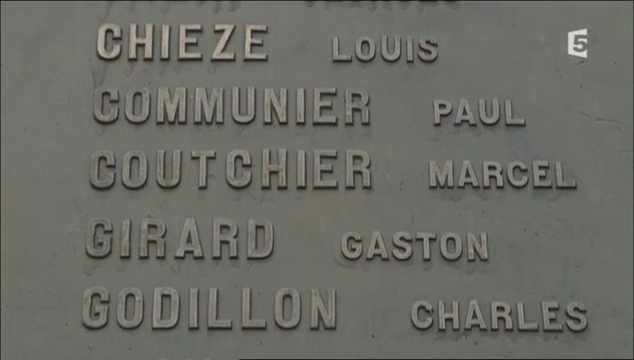 CHIEZE LOUIS
COMMUNIER PAUL
COUTCHIER MARCEL
GIRARD GASTON
GODILLON CHARLES
5